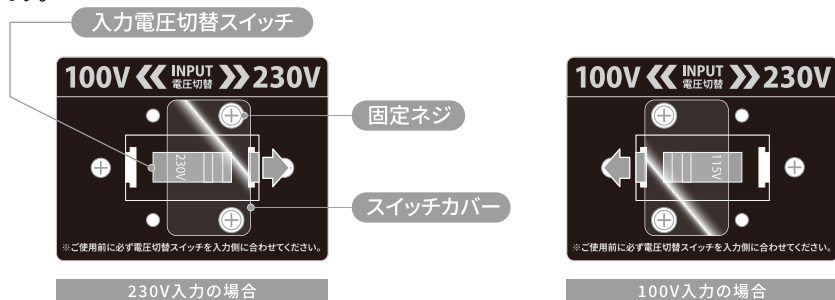 す。
入力電圧切替スイッチ
100V INPUT 230V
電圧切替
固定ネジ
230V
スイッチカバー
※ご使用前に必ず電圧切替スイッチを入力側に合わせてください。
230V入力の場合
100V INPUT 230V
電圧切替
115V
※ご使用前に必ず電圧切替スイッチを入力側に合わせてください。
100V入力の場合